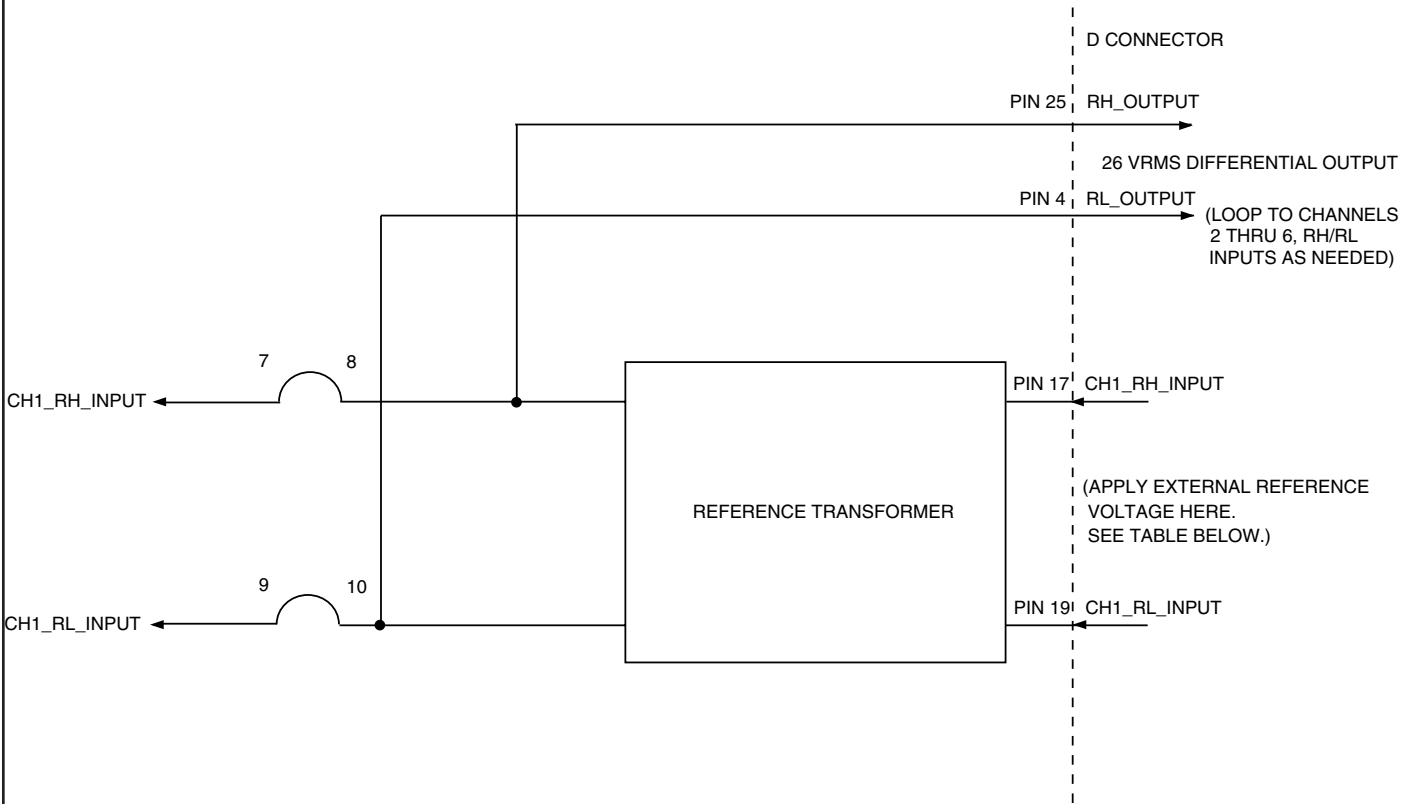 D CONNECTOR
PIN 25 RH_OUTPUT
26 VRMS DIFFERENTIAL OUTPUT
PIN 4 RL_OUTPUT
(LOOP TO CHANNELS
2 THRU 6, RH/RL
INPUTS AS NEEDED)
7 8
CH1_RH_INPUT
PIN 17 CH1_RH_INPUT
REFERENCE TRANSFORMER
(APPLY EXTERNAL REFERENCE
VOLTAGE HERE.
SEE TABLE BELOW.)
9 10
CH1_RL_INPUT
PIN 19 CH1_RL_INPUT